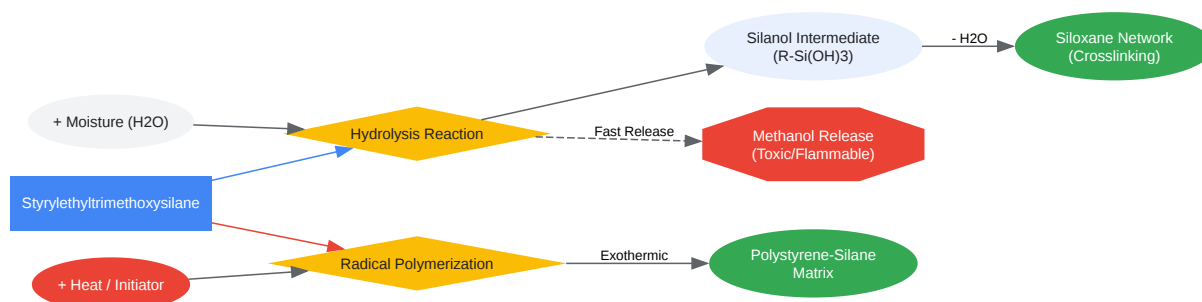 Silanol Intermediate
(R-Si(OH)3)
- H2O
Siloxane Network
(Crosslinking)
+ Moisture (H2O)
Hydrolysis Reaction
Fast Release
Methanol Release
(Toxic/Flammable)
Styrylethyltrimethoxysilane
+ Heat / Initiator
Radical Polymerization
Exothermic
Polystyrene-Silane
Matrix